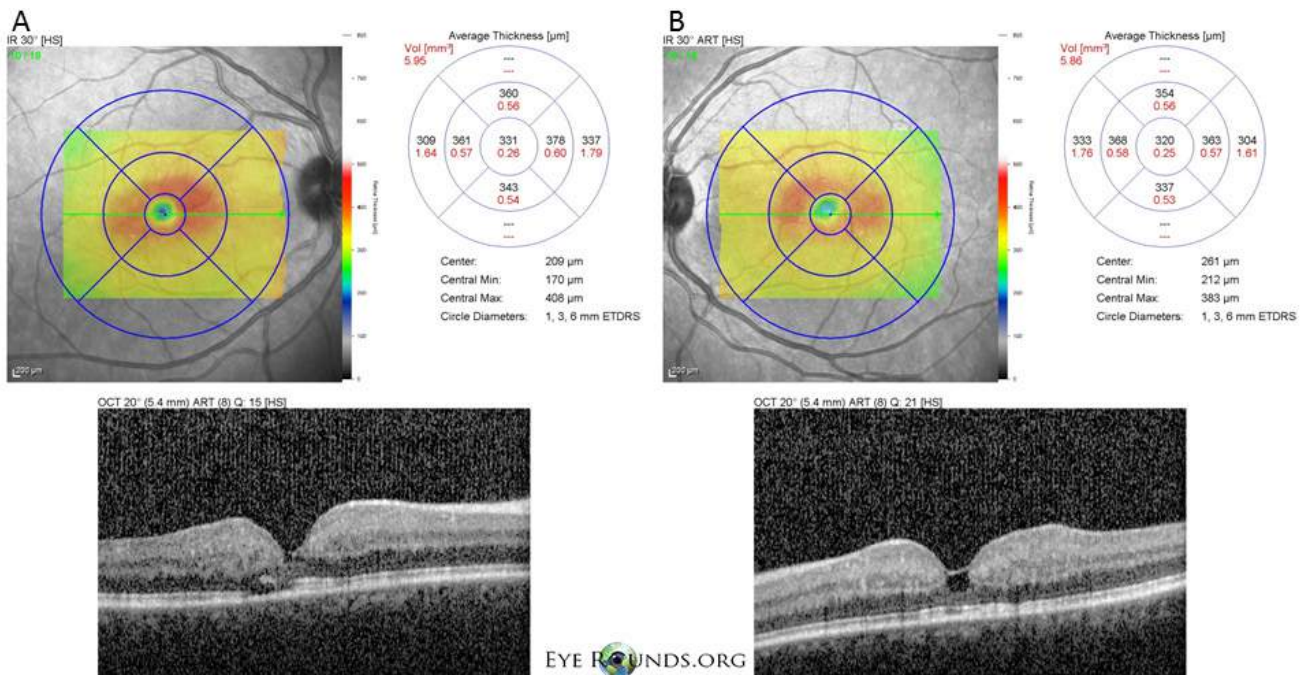 A
IR 30° [HS]
Average Thickness [µm]
Vol [mm³]
5.95
360
0.56
309
1.64
361
0.57
331
0.26
378
0.60
337
1.79
343
0.54
Center: 209 µm
Central Min: 170 µm
Central Max: 408 µm
Circle Diameters: 1, 3, 6 mm ETDRS
Retina Thickness [µm]
200 µm
OCT 20° (5.4 mm) ART (8) Q: 15 [HS]
B
IR 30° ART [HS]
Average Thickness [µm]
Vol [mm³]
5.86
354
0.56
333
1.76
368
0.58
320
0.25
363
0.57
304
1.61
337
0.53
Center: 261 µm
Central Min: 212 µm
Central Max: 383 µm
Circle Diameters: 1, 3, 6 mm ETDRS
Retina Thickness [µm]
200 µm
OCT 20° (5.4 mm) ART (8) Q: 21 [HS]
EYE ROUNDS.ORG